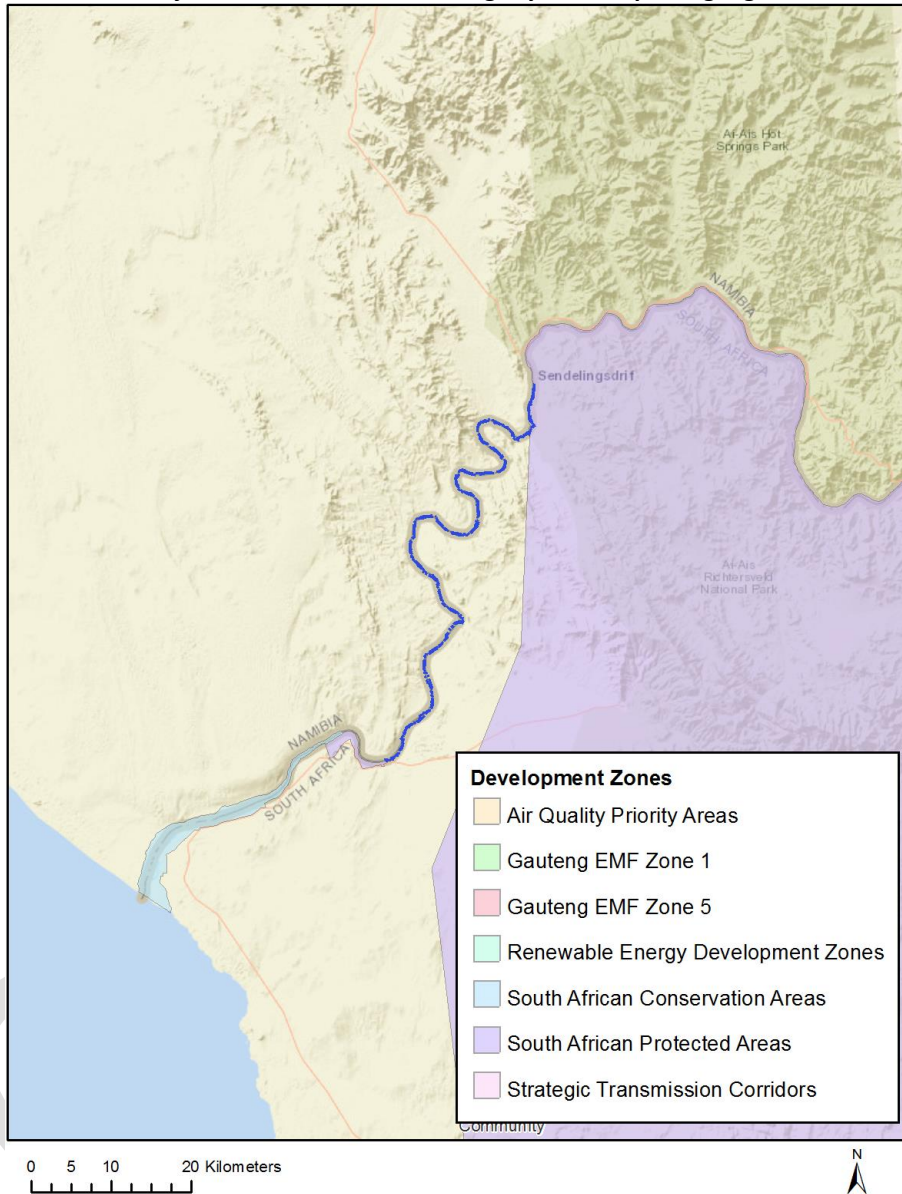 Ai-Ais Hot
Springs Park
NAMIBIA
SOUTH AFRICA
Sendelingsdrif
Ai-Ais
Richtersveld
National Park
NAMIBIA
SOUTH AFRICA
Development Zones
Air Quality Priority Areas
Gauteng EMF Zone 1
Gauteng EMF Zone 5
Renewable Energy Development Zones
South African Conservation Areas
South African Protected Areas
Strategic Transmission Corridors
Community
0 5 10 20 Kilometers
N